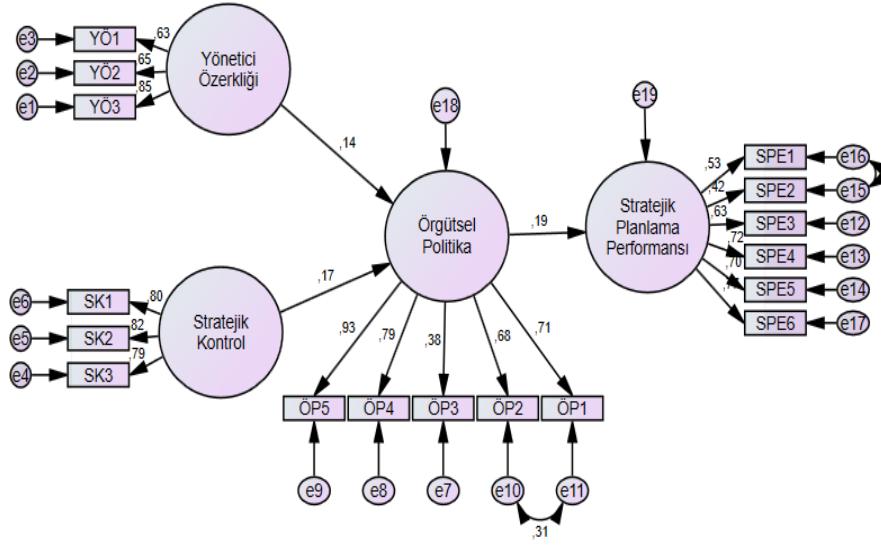 e3
YÖ1
,63
e2
YÖ2
,65
e1
YÖ3
,85
Yönetici
Özerkliği
,14
e18
e19
Örgütsel
Politika
,19
Stratejik
Planlama
Performansı
,53
SPE1
e16
,42
SPE2
e15
,63
SPE3
e12
,72
SPE4
e13
,70
SPE5
e14
SPE6
e17
,17
e6
SK1
,80
e5
SK2
,82
e4
SK3
,79
Stratejik
Kontrol
,93
,79
,38
,68
,71
ÖP5
ÖP4
ÖP3
ÖP2
ÖP1
e9
e8
e7
e10
e11
,31